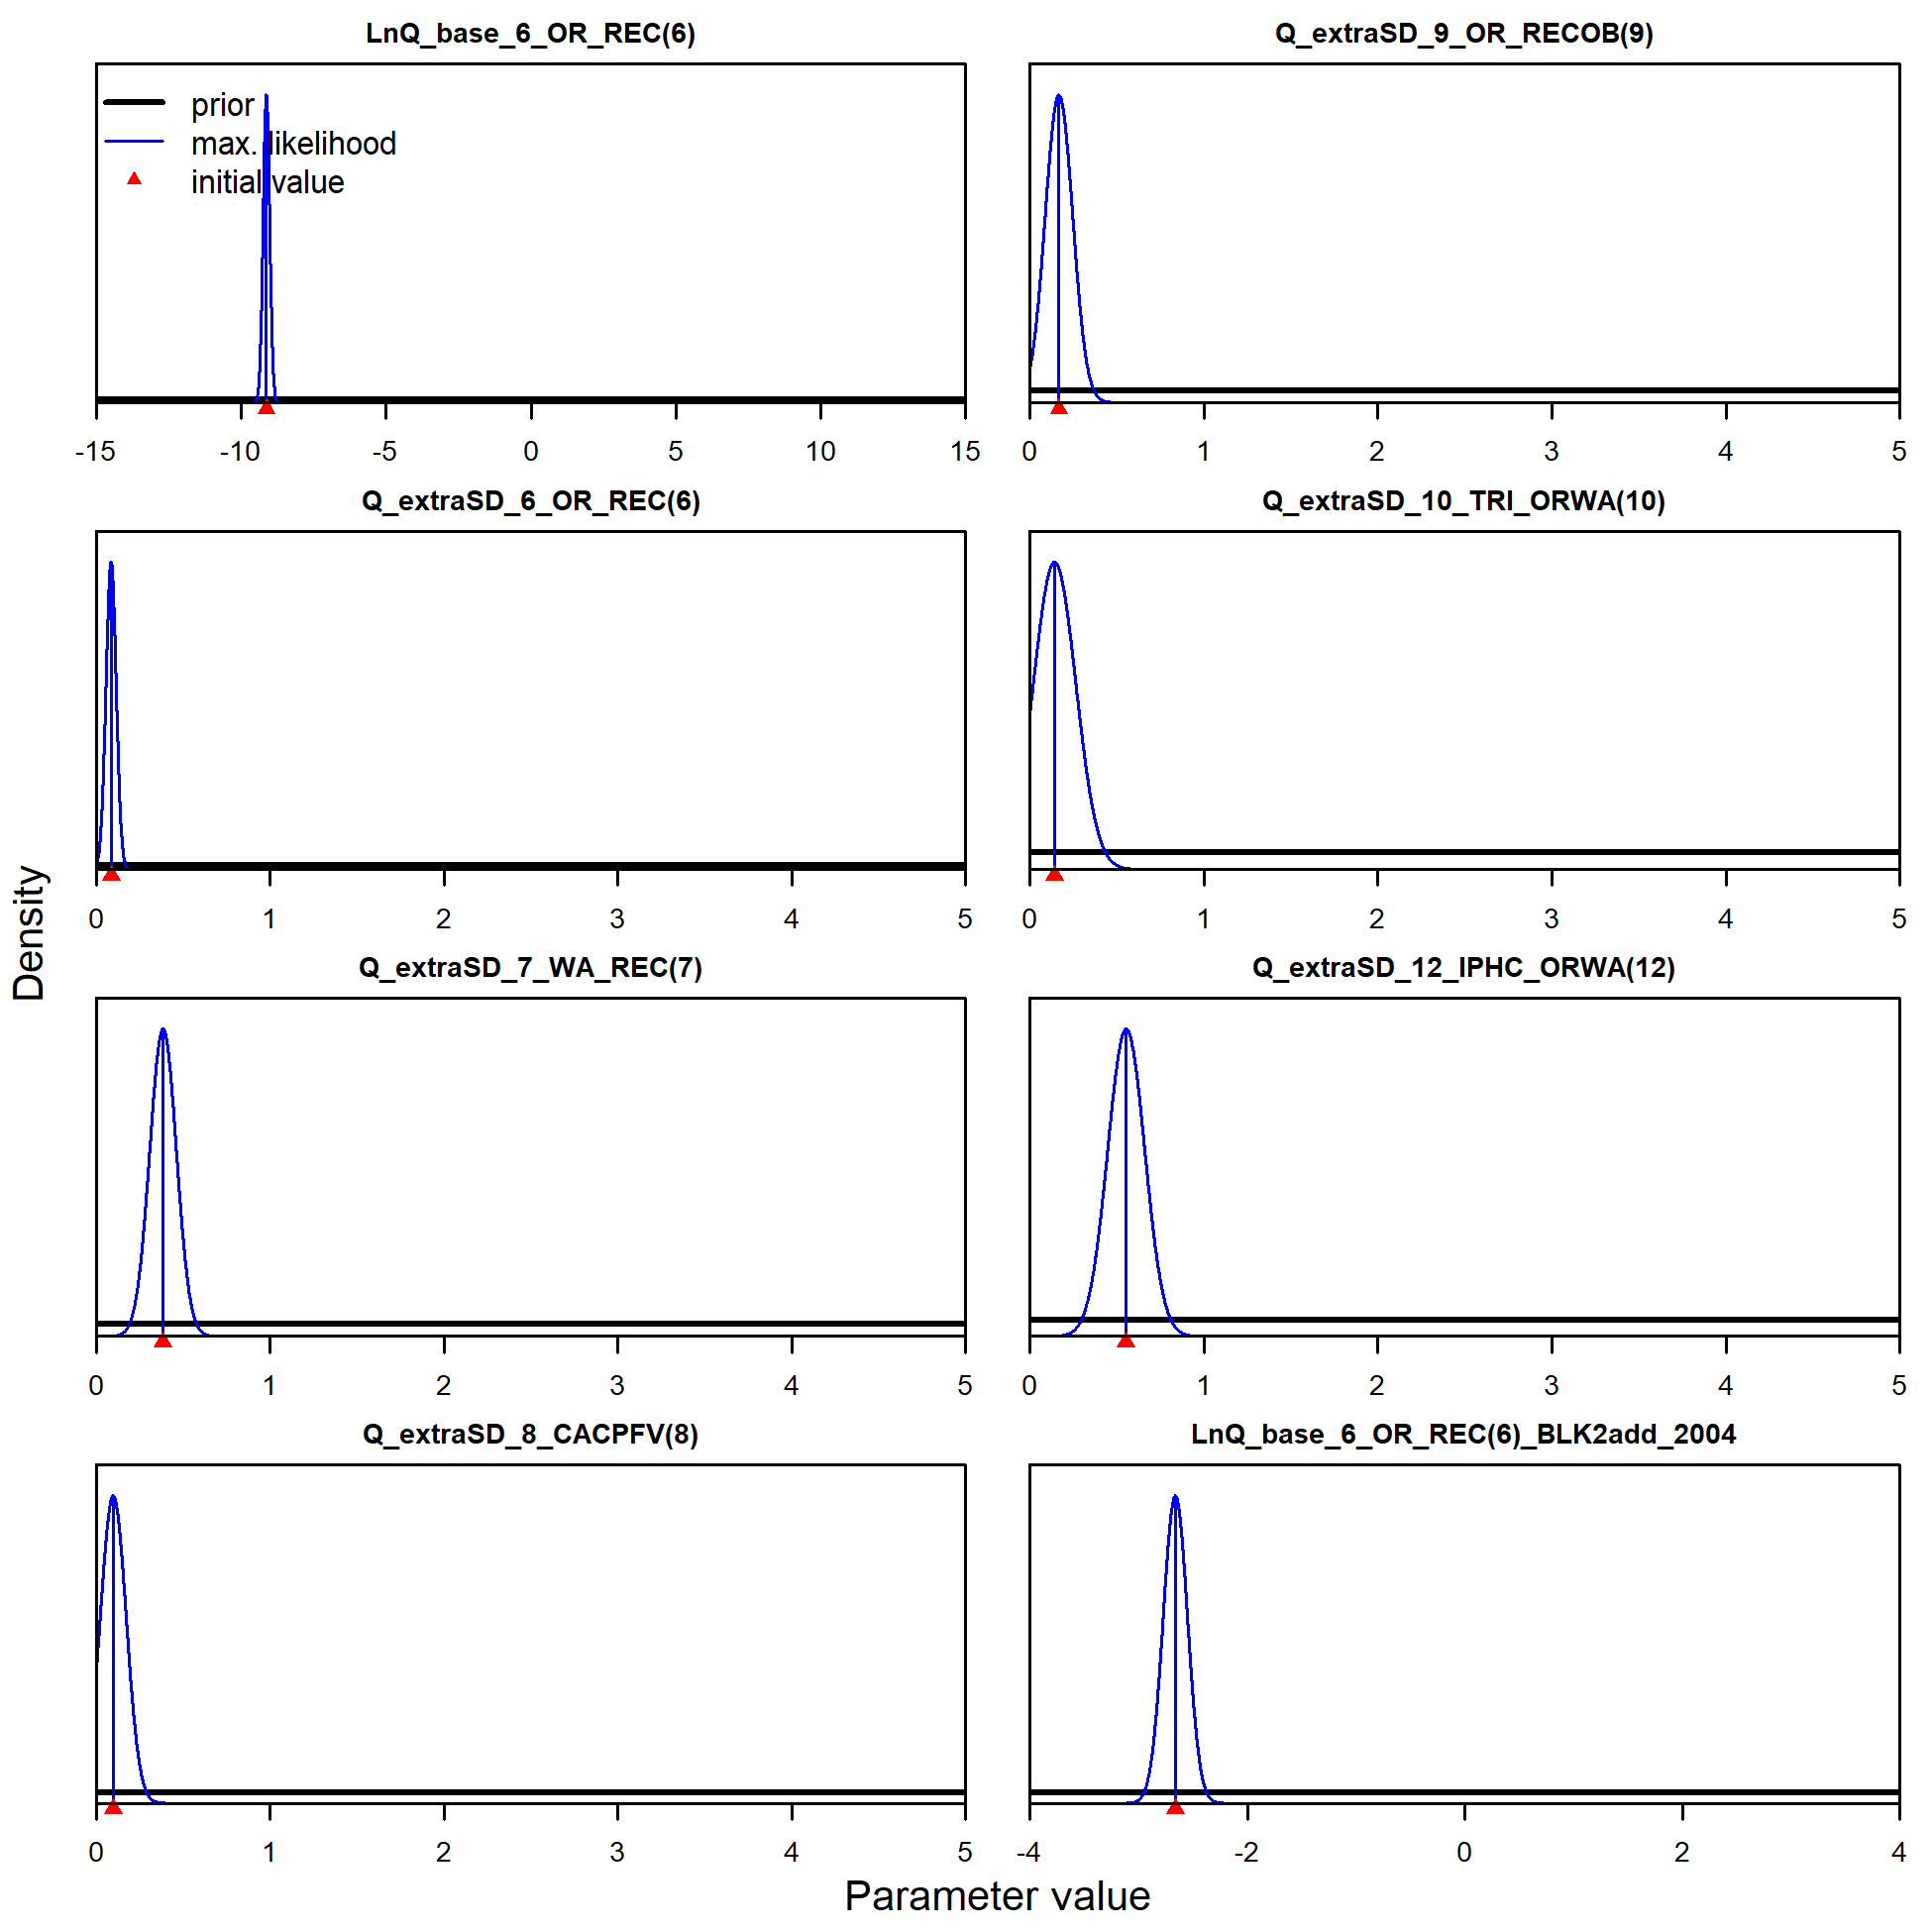 LnQ_base_6_OR_REC(6)
prior
max. likelihood
initial value
-15 -10 -5 0 5 10 15
Q_extraSD_9_OR_RECOB(9)
0 1 2 3 4 5
Q_extraSD_6_OR_REC(6)
0 1 2 3 4 5
Q_extraSD_10_TRI_ORWA(10)
0 1 2 3 4 5
Q_extraSD_7_WA_REC(7)
0 1 2 3 4 5
Q_extraSD_12_IPHC_ORWA(12)
0 1 2 3 4 5
Q_extraSD_8_CACPFV(8)
0 1 2 3 4 5
LnQ_base_6_OR_REC(6)_BLK2add_2004
-4 -2 0 2 4
Density
Parameter value